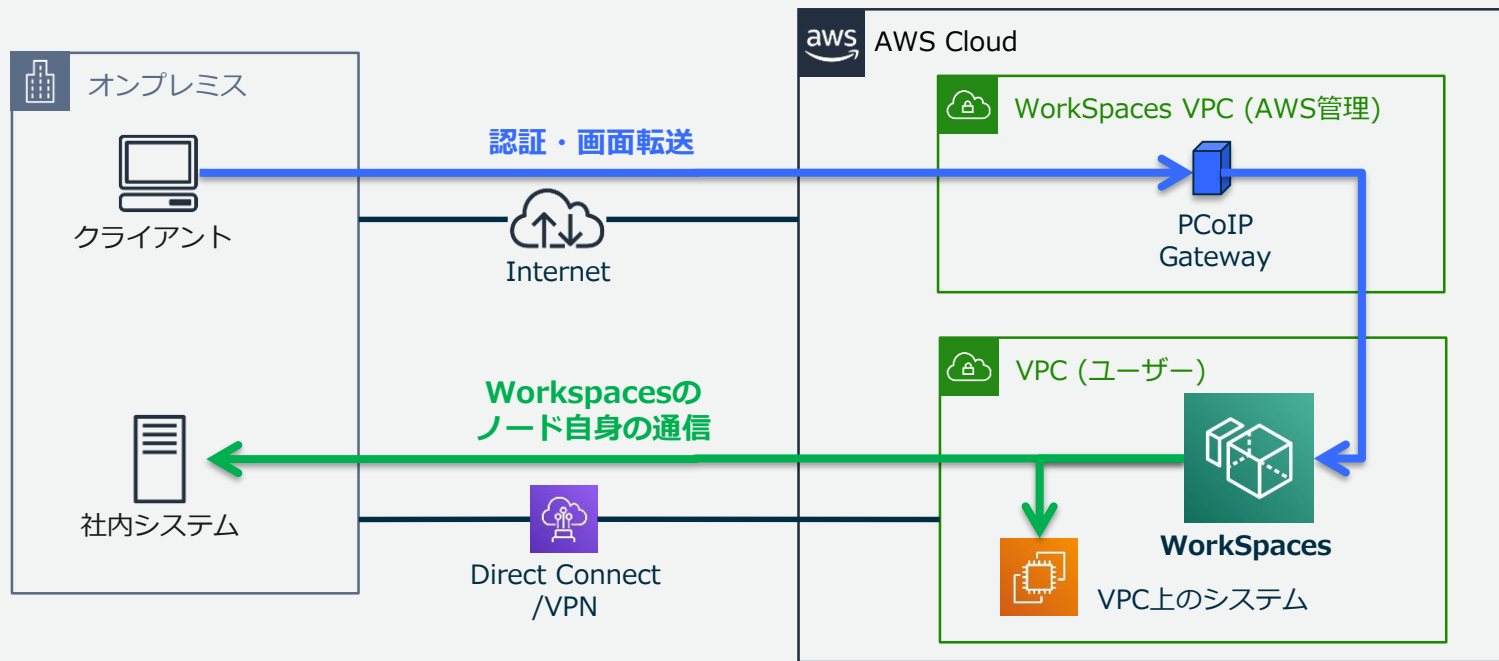 aws
AWS Cloud
オンプレミス
WorkSpaces VPC (AWS管理)
認証・画面転送
クライアント
Internet
PCoIP
Gateway
VPC (ユーザー)
Workspacesの
ノード自身の通信
社内システム
WorkSpaces
Direct Connect
/VPN
VPC上のシステム